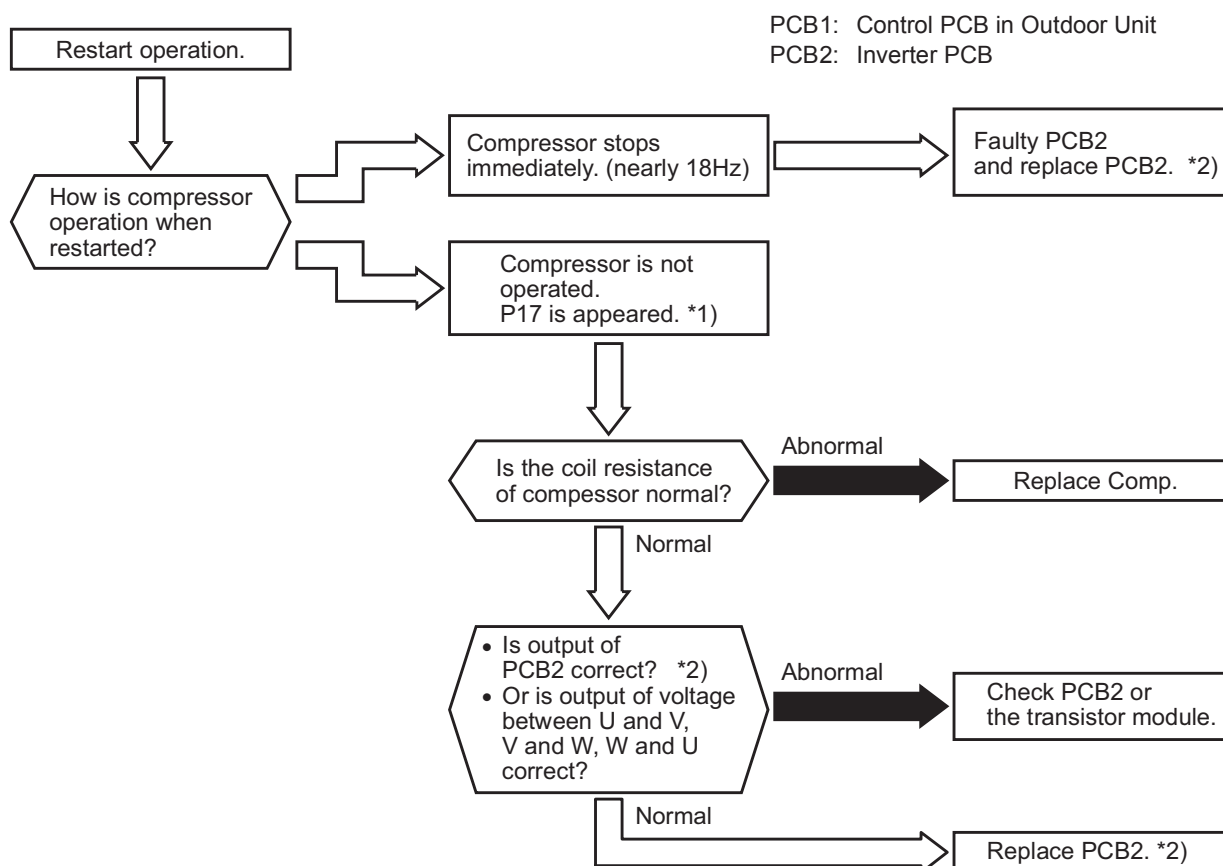 PCB1: Control PCB in Outdoor Unit
PCB2: Inverter PCB
Restart operation.
How is compressor
operation when
restarted?
Compressor stops
immediately. (nearly 18Hz)
Faulty PCB2
and replace PCB2. *2)
Compressor is not
operated.
P17 is appeared. *1)
Is the coil resistance
of compessor normal?
Abnormal
Replace Comp.
Normal
• Is output of
PCB2 correct? *2)
• Or is output of voltage
between U and V,
V and W, W and U
correct?
Abnormal
Check PCB2 or
the transistor module.
Normal
Replace PCB2. *2)